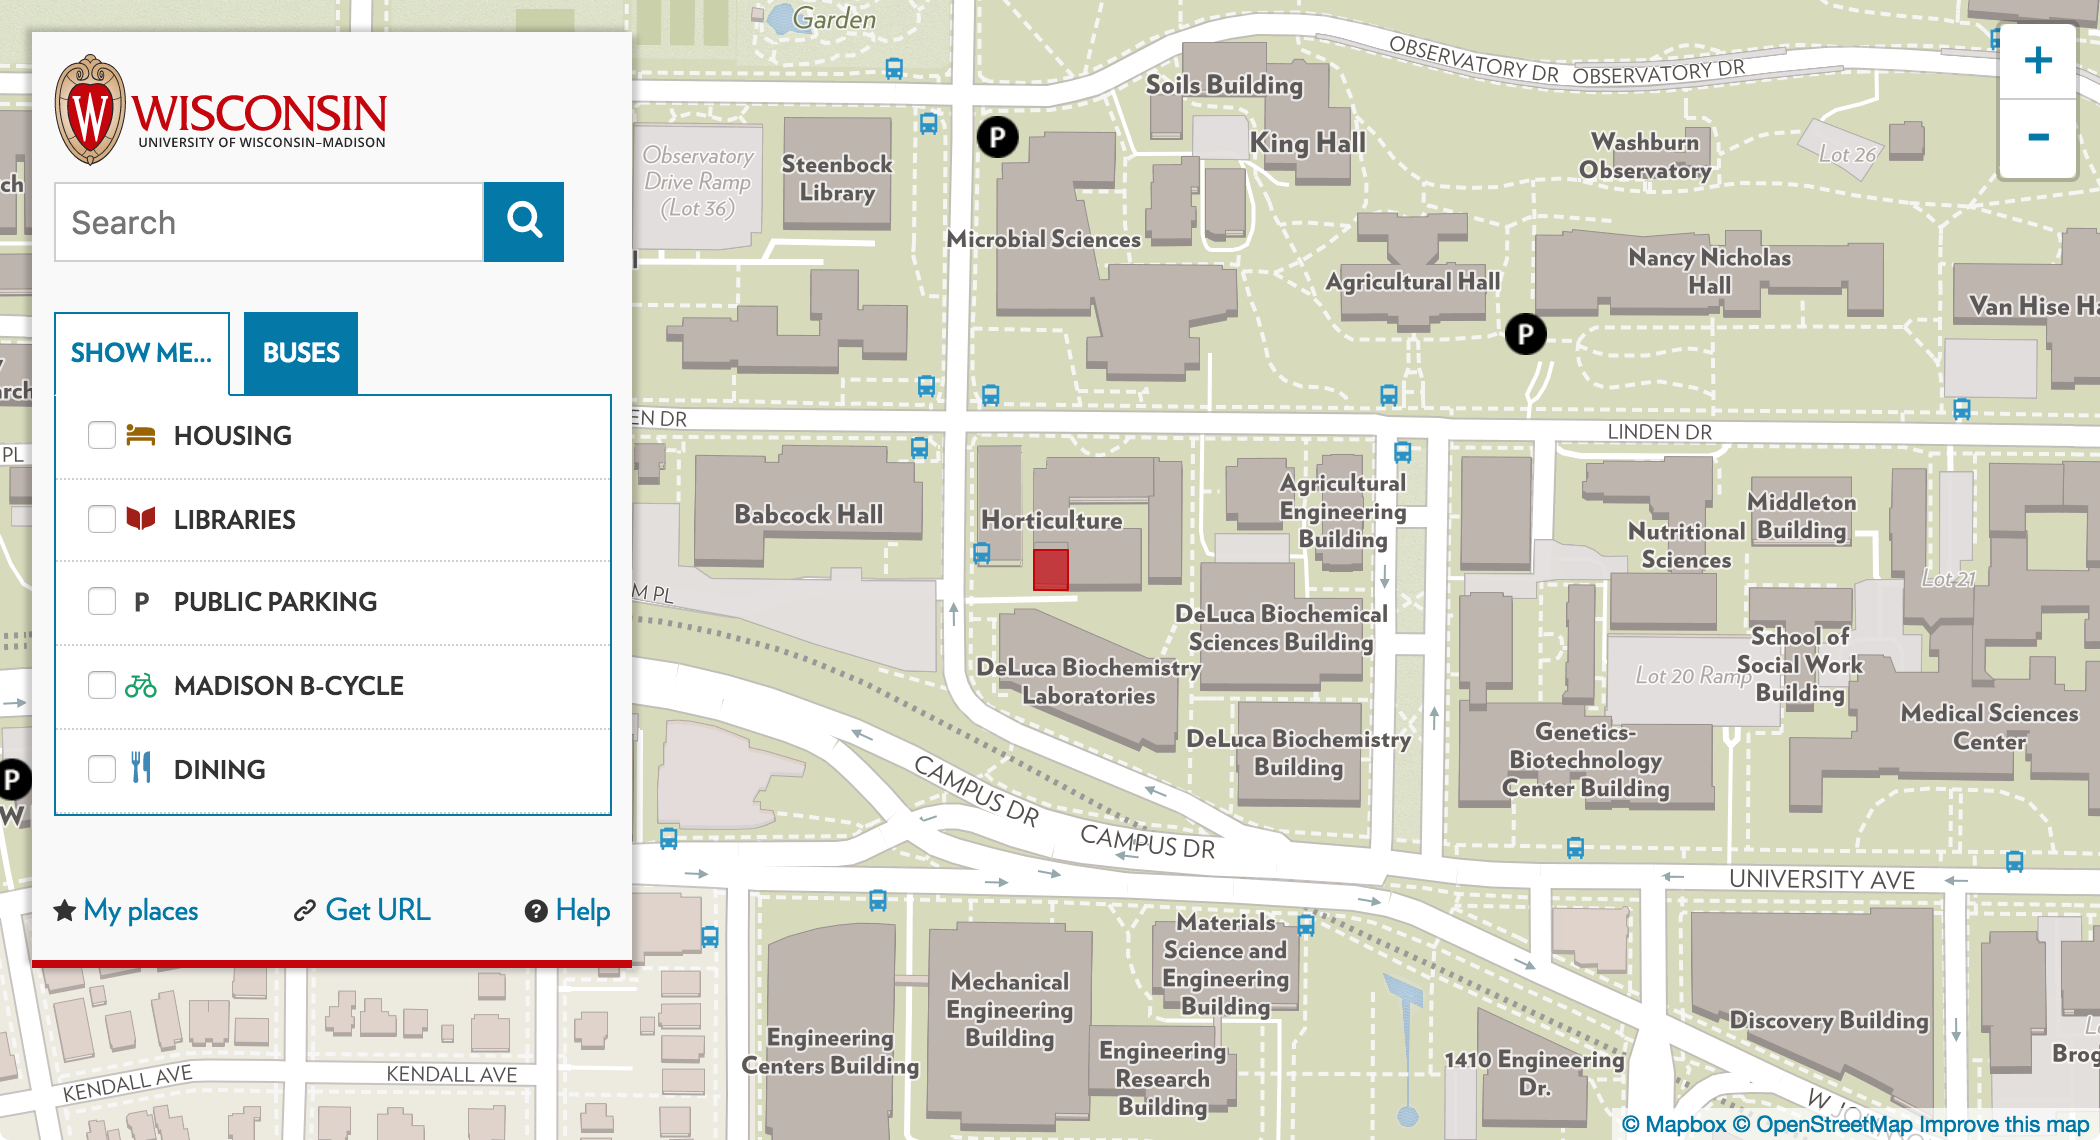 WISCONSIN
UNIVERSITY OF WISCONSIN–MADISON
Search
SHOW ME...
BUSES
HOUSING
LIBRARIES
P PUBLIC PARKING
MADISON B-CYCLE
DINING
My places
Get URL
Help
Garden
OBSERVATORY DR
OBSERVATORY DR
Soils Building
King Hall
Washburn
Observatory
Lot 26
Observatory
Drive Ramp
(Lot 36)
Steenbock
Library
P
Microbial Sciences
Agricultural Hall
Nancy Nicholas
Hall
Van Hise Ha
P
EN DR
LINDEN DR
PL
Babcock Hall
Horticulture
Agricultural
Engineering
Building
Nutritional
Sciences
Middleton
Building
Lot 21
M PL
DeLuca Biochemical
Sciences Building
DeLuca Biochemistry
Laboratories
School of
Social Work
Building
Lot 20 Ramp
DeLuca Biochemistry
Building
Genetics-
Biotechnology
Center Building
Medical Sciences
Center
P
W
CAMPUS DR
CAMPUS DR
UNIVERSITY AVE
Materials
Science and
Engineering
Building
Mechanical
Engineering
Building
Engineering
Centers Building
Engineering
Research
Building
1410 Engineering
Dr.
Discovery Building
Brog
KENDALL AVE
KENDALL AVE
+
-
© Mapbox © OpenStreetMap Improve this map